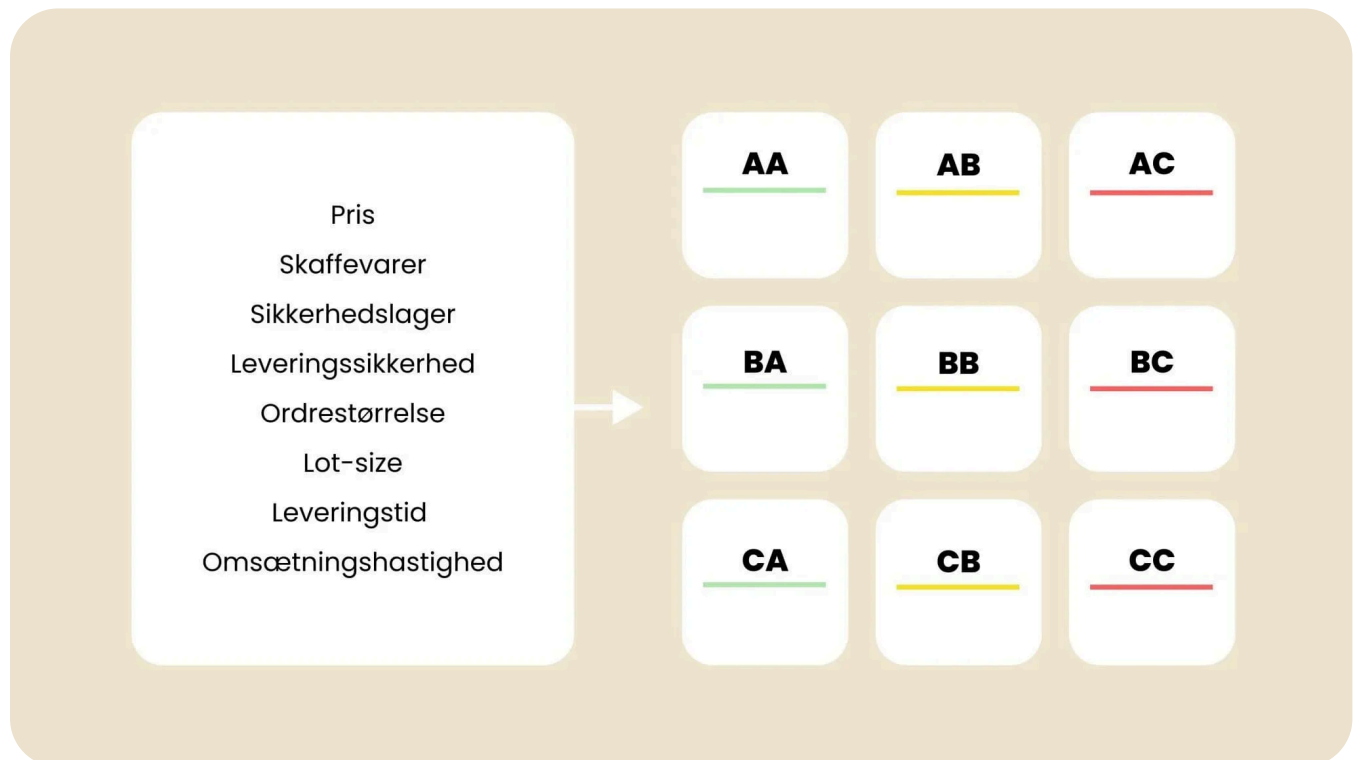 Pris
Skaffevarer
Sikkerhedslager
Leveringssikkerhed
Ordrestørrelse
Lot-size
Leveringstid
Omsætningshastighed
AA
AB
AC
BA
BB
BC
CA
CB
CC